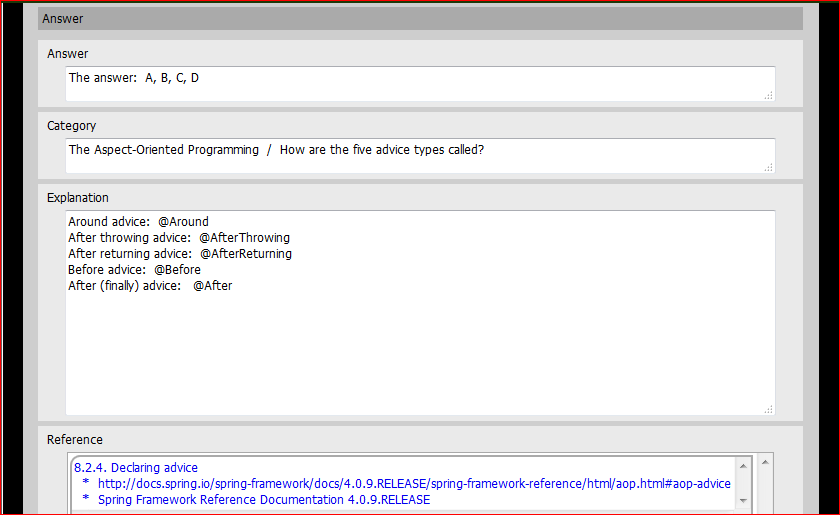 Answer
Answer
The answer:  A, B, C, D
Category
The Aspect-Oriented Programming  /  How are the five advice types called?
Explanation
Around advice:  @Around
After throwing advice:  @AfterThrowing
After returning advice:  @AfterReturning
Before advice:  @Before
After (finally) advice:   @After
Reference
8.2.4. Declaring advice
*  http://docs.spring.io/spring-framework/docs/4.0.9.RELEASE/spring-framework-reference/html/aop.html#aop-advice
*  Spring Framework Reference Documentation 4.0.9.RELEASE